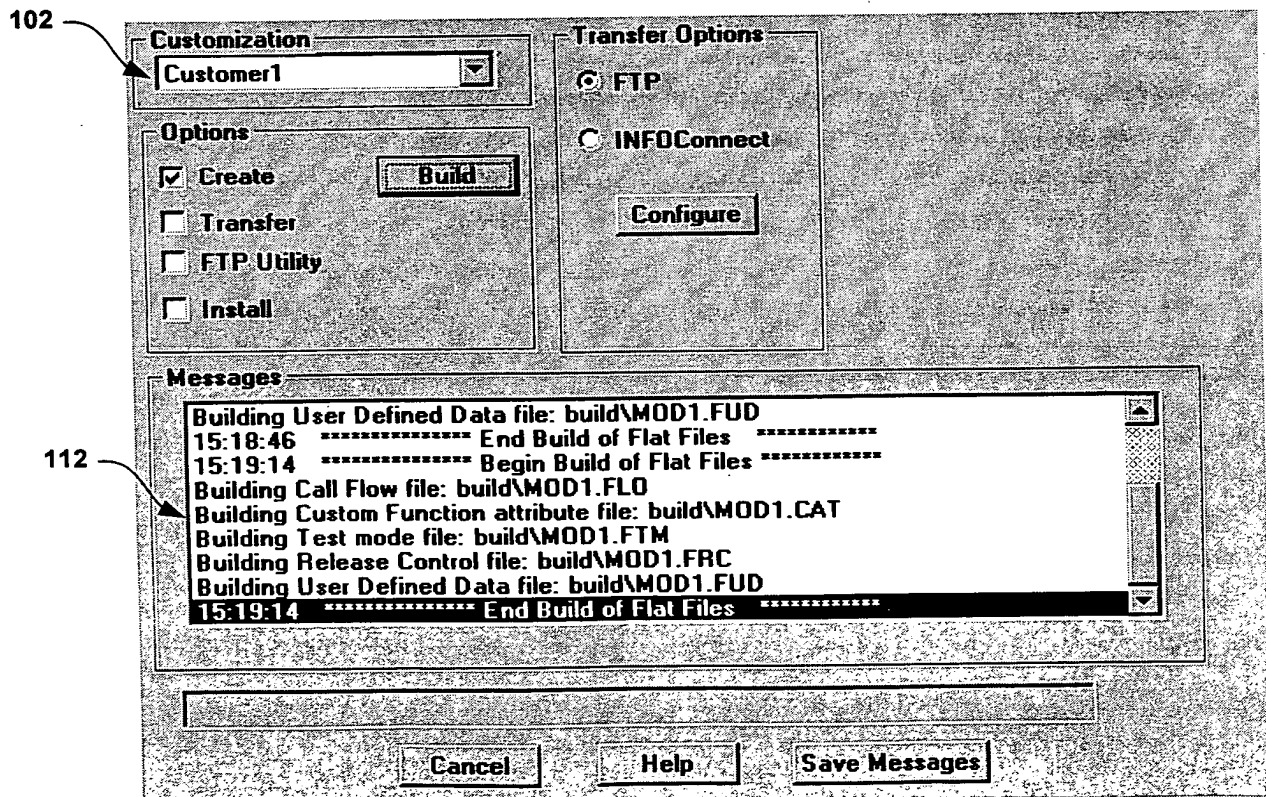 102
Customization
Customer1
Transfer Options
FTP
INFOConnect
Configure
Options
Create
Build
Transfer
FTP Utility
Install
Messages
112
Building User Defined Data file: build\MOD1.FUD
15:18:46 *************** End Build of Flat Files ************
15:19:14 *************** Begin Build of Flat Files ************
Building Call Flow file: build\MOD1.FLO
Building Custom Function attribute file: build\MOD1.CAT
Building Test mode file: build\MOD1.FTM
Building Release Control file: build\MOD1.FRC
Building User Defined Data file: build\MOD1.FUD
15:19:14 *************** End Build of Flat Files ************
Cancel
Help
Save Messages